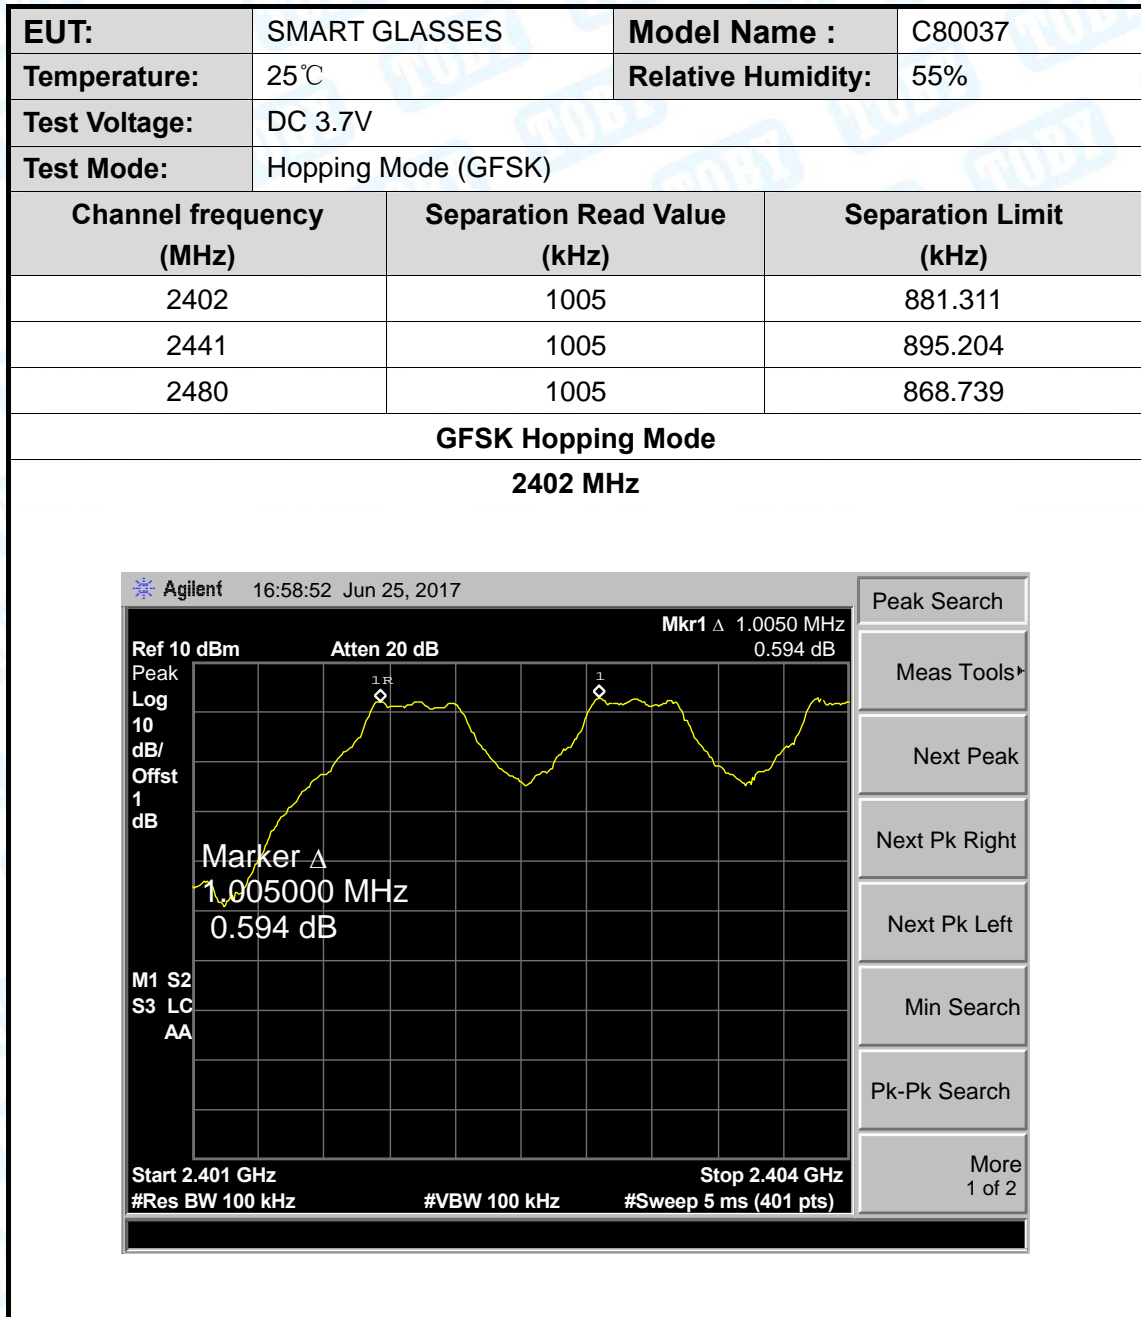 EUT: SMART GLASSES Model Name : C80037
Temperature: 25℃ Relative Humidity: 55%
Test Voltage: DC 3.7V
Test Mode: Hopping Mode (GFSK)
Channel frequency Separation Read Value Separation Limit
(MHz) (kHz) (kHz)
2402 1005 881.311
2441 1005 895.204
2480 1005 868.739
GFSK Hopping Mode
2402 MHz
Agilent 16:58:52 Jun 25, 2017
Peak Search
Mkr1 Δ 1.0050 MHz
Ref 10 dBm Atten 20 dB 0.594 dB
Peak
Log
10
dB/
Offst
1
dB
1R
1
Marker Δ
1.005000 MHz
0.594 dB
M1 S2
S3 LC
AA
Start 2.401 GHz Stop 2.404 GHz
#Res BW 100 kHz #VBW 100 kHz #Sweep 5 ms (401 pts)
Meas Tools
Next Peak
Next Pk Right
Next Pk Left
Min Search
Pk-Pk Search
More
1 of 2
TOBY
TOBY
TOBY
TOBY
TOBY